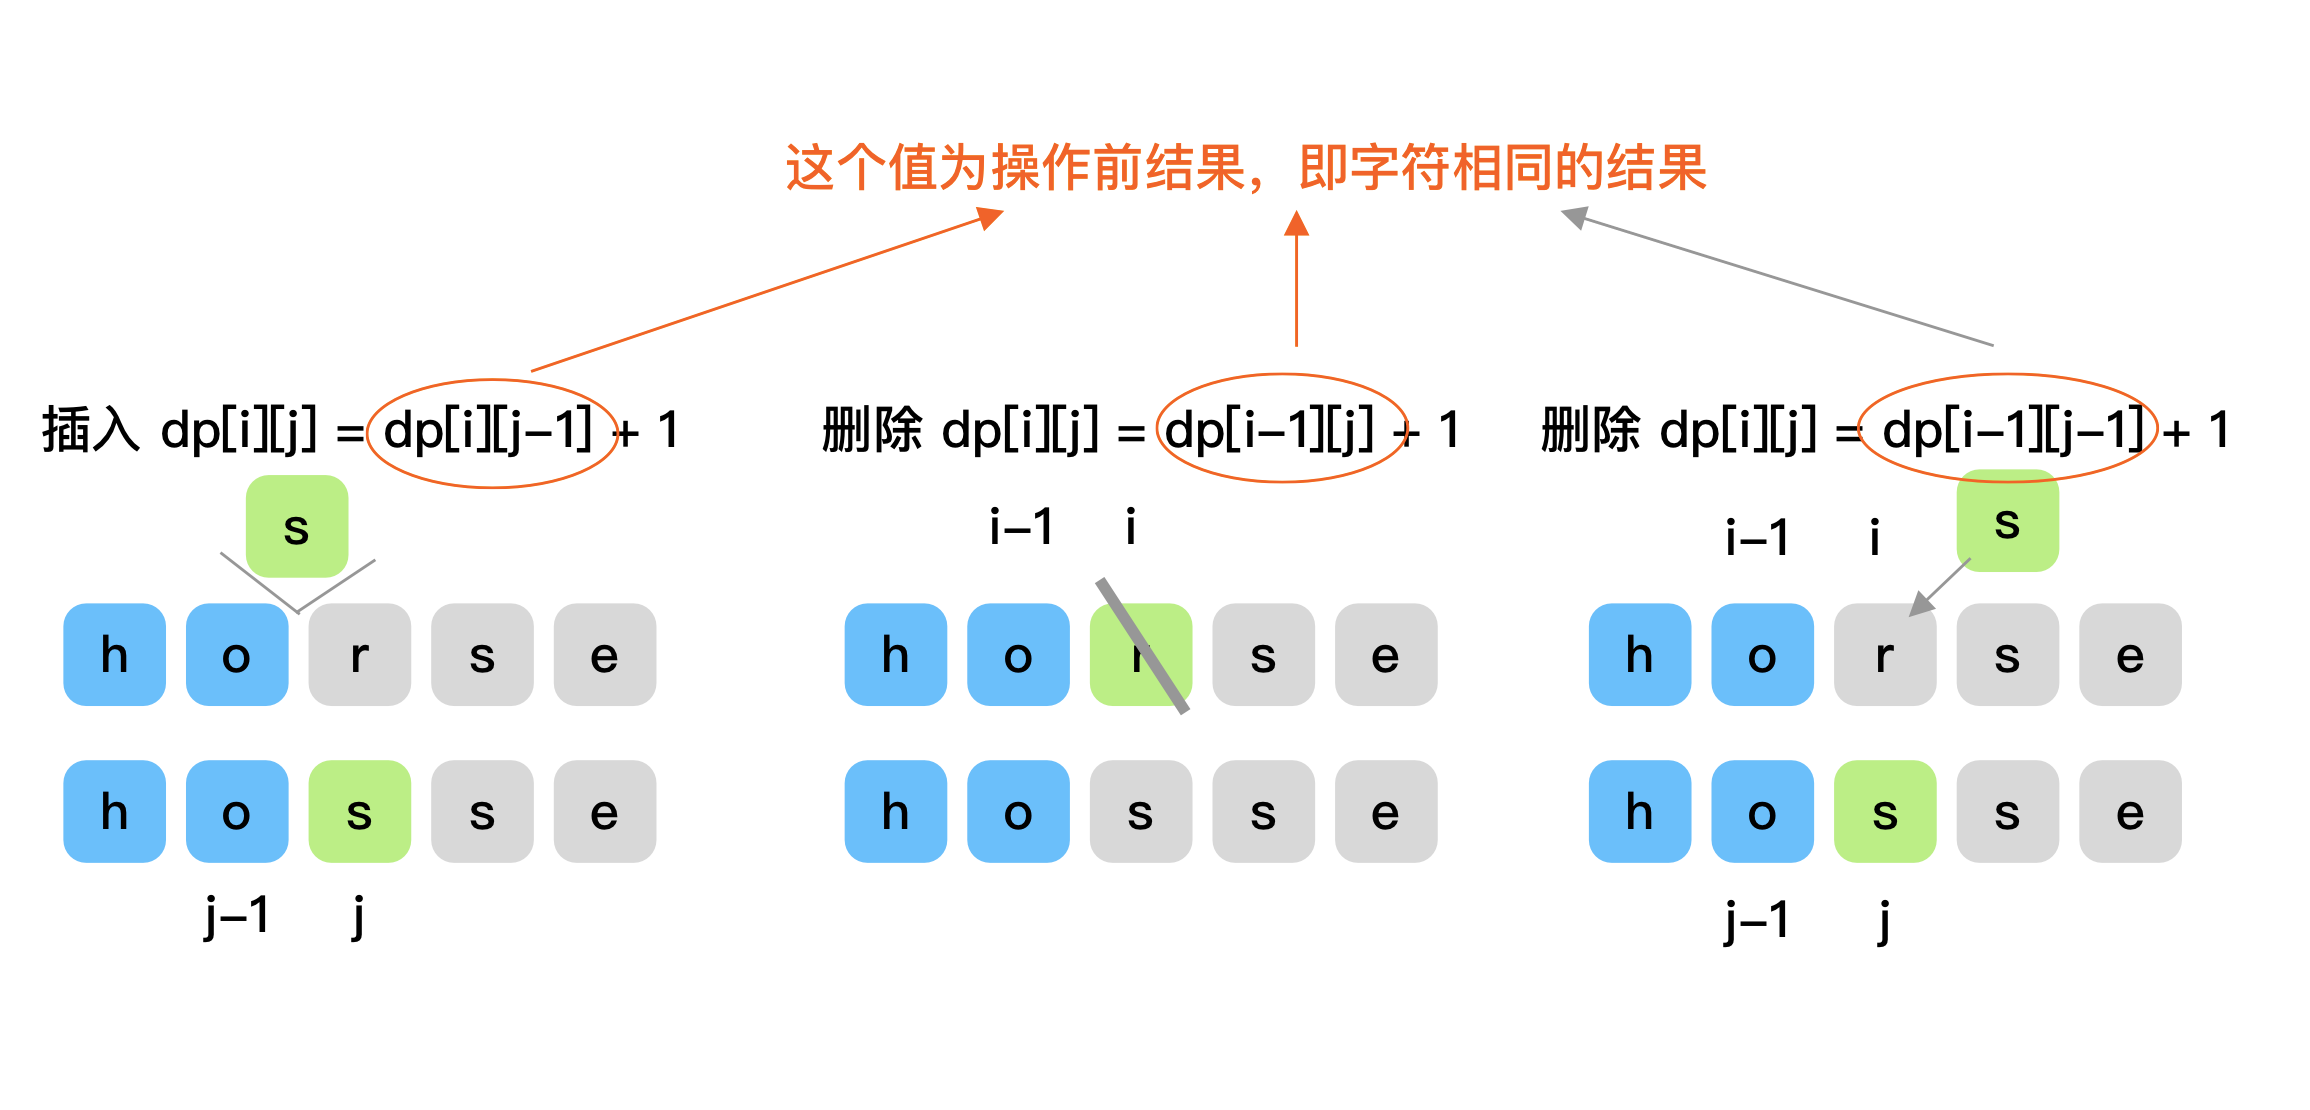 这个值为操作前结果，即字符相同的结果
插入 dp[i][j] = dp[i][j-1] + 1
删除 dp[i][j] = dp[i-1][j] + 1
删除 dp[i][j] = dp[i-1][j-1] + 1
s
i-1 i
i-1 i
s
h o r s e
h o r s e
h o r s e
h o s s e
h o s s e
h o s s e
j-1 j
j-1 j